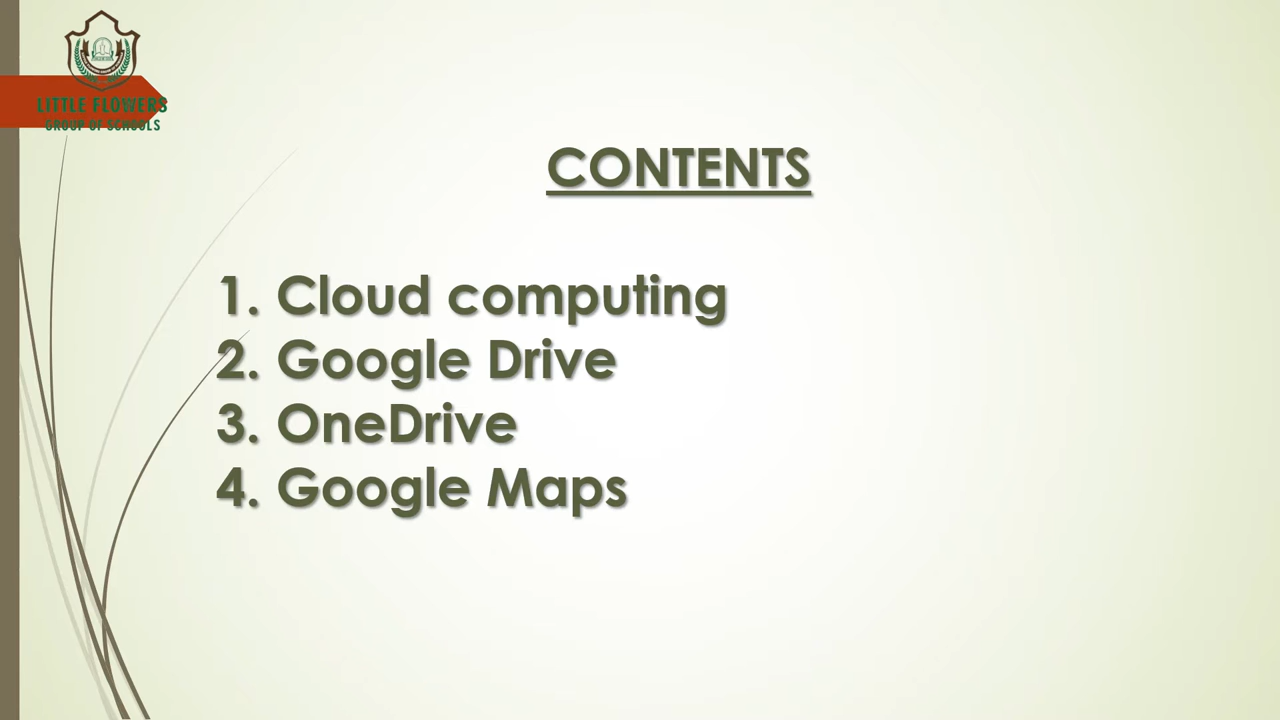 LITTLE FLOWERS
GROUP OF SCHOOLS
CONTENTS
1. Cloud computing
2. Google Drive
3. OneDrive
4. Google Maps